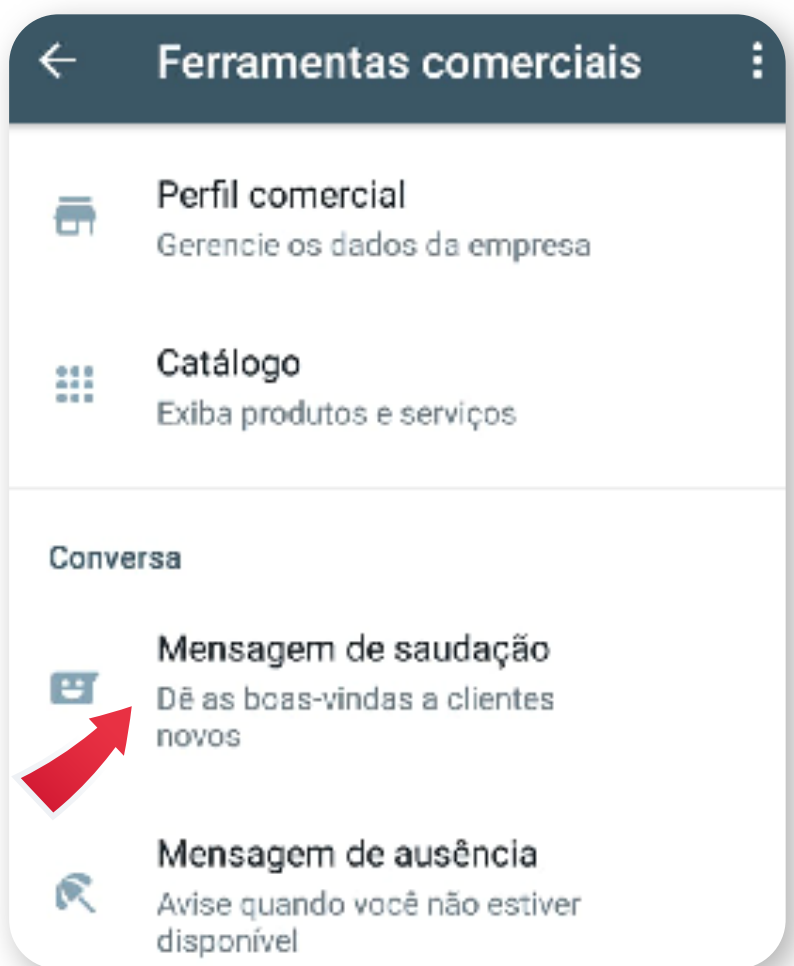 Ferramentas comerciais
Perfil comercial
Gerencie os dados da empresa
Catálogo
Exiba produtos e serviços
Conversa
Mensagem de saudação
Dê as boas-vindas a clientes
novos
Mensagem de ausência
Avise quando você não estiver
disponível